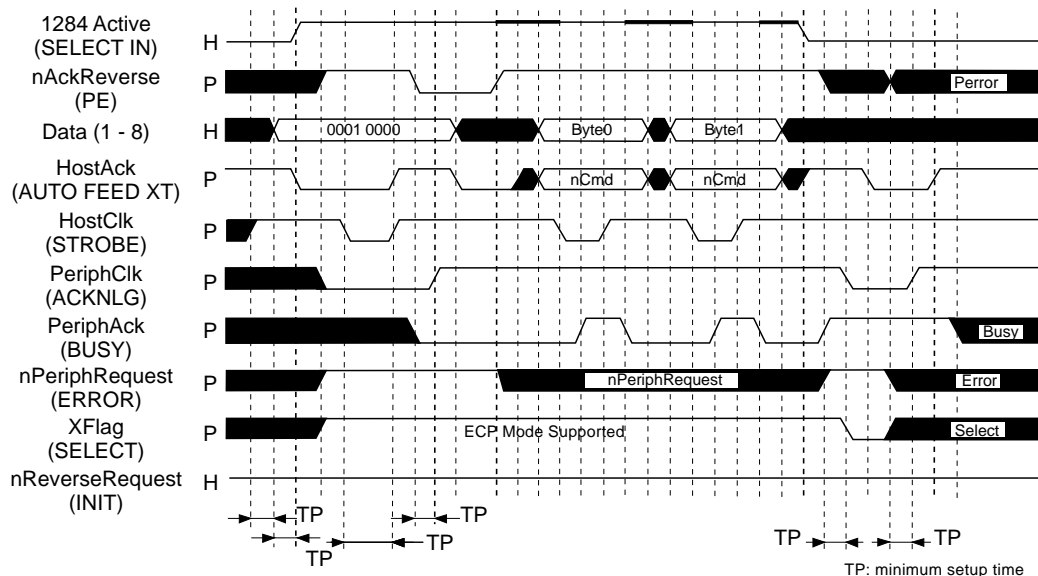 1284 Active
(SELECT IN) H
nAckReverse
(PE) P Perror
Data (1 - 8) H 0001 0000 Byte0 Byte1
HostAck
(AUTO FEED XT) P nCmd nCmd
HostClk
(STROBE) P
PeriphClk
(ACKNLG) P
PeriphAck
(BUSY) P Busy
nPeriphRequest
(ERROR) P nPeriphRequest Error
XFlag
(SELECT) P ECP Mode Supported Select
nReverseRequest
(INIT) H
TP TP
TP TP TP TP
TP: minimum setup time